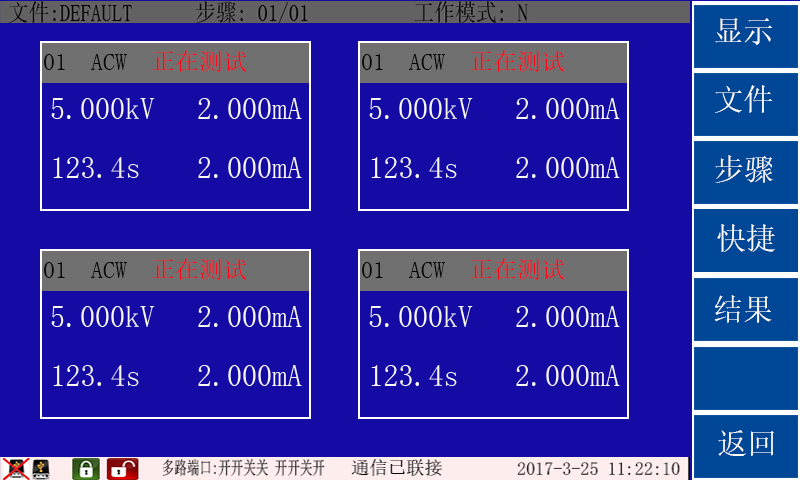 文件:DEFAULT 步骤: 01/01 工作模式: N
01 ACW 正在测试
5.000kV 2.000mA
123.4s 2.000mA
01 ACW 正在测试
5.000kV 2.000mA
123.4s 2.000mA
01 ACW 正在测试
5.000kV 2.000mA
123.4s 2.000mA
01 ACW 正在测试
5.000kV 2.000mA
123.4s 2.000mA
显示
文件
步骤
快捷
结果
返回
多路端口:开开关关 开开关开 通信已联接 2017-3-25 11:22:10